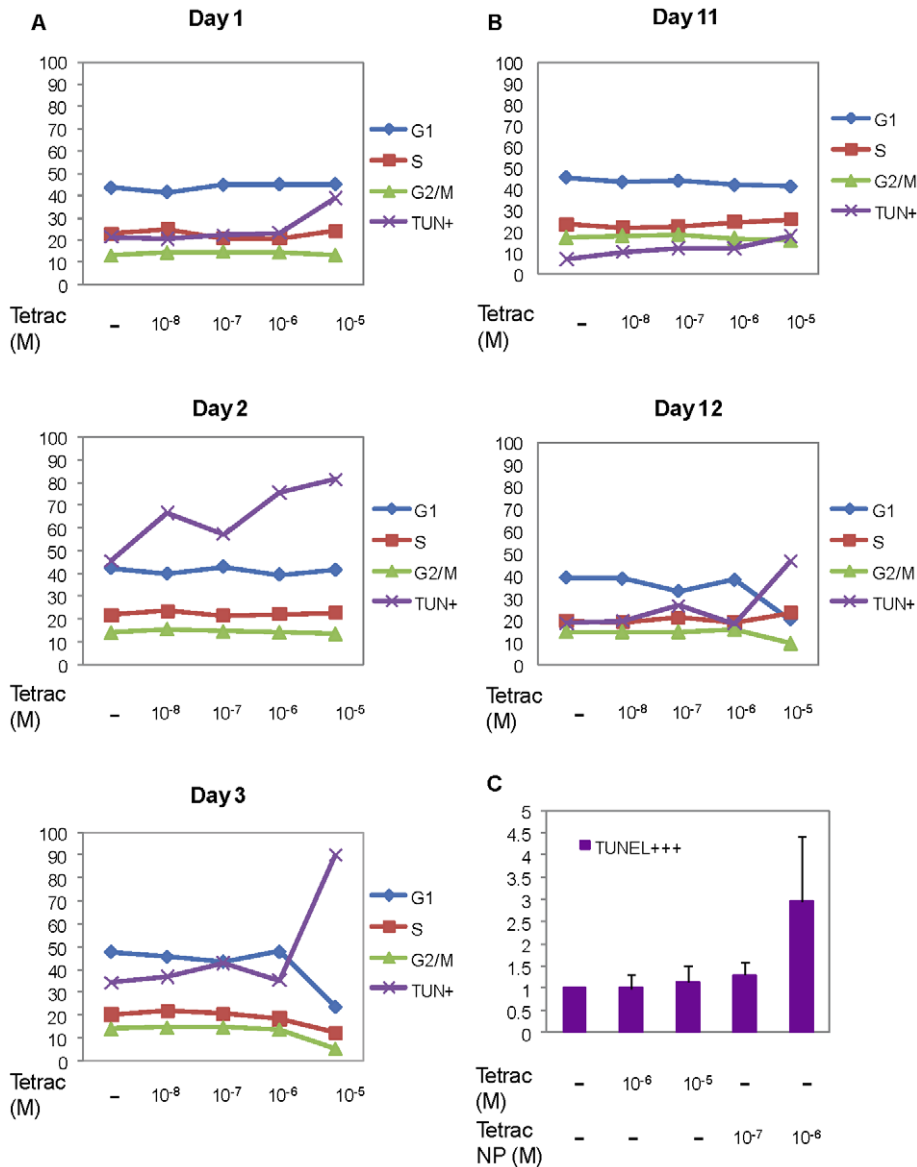 A
Day 1
100
90
80
70
60
50
40
30
20
10
0
G1
S
G2/M
TUN+
Tetrac
(M)
– 10⁻⁸ 10⁻⁷ 10⁻⁶ 10⁻⁵
Day 2
100
90
80
70
60
50
40
30
20
10
0
G1
S
G2/M
TUN+
Tetrac
(M)
– 10⁻⁸ 10⁻⁷ 10⁻⁶ 10⁻⁵
Day 3
100
90
80
70
60
50
40
30
20
10
0
G1
S
G2/M
TUN+
Tetrac
(M)
– 10⁻⁸ 10⁻⁷ 10⁻⁶ 10⁻⁵
B
Day 11
100
90
80
70
60
50
40
30
20
10
0
G1
S
G2/M
TUN+
Tetrac
(M)
– 10⁻⁸ 10⁻⁷ 10⁻⁶ 10⁻⁵
Day 12
100
90
80
70
60
50
40
30
20
10
0
G1
S
G2/M
TUN+
Tetrac
(M)
– 10⁻⁸ 10⁻⁷ 10⁻⁶ 10⁻⁵
C
5
4.5
4
3.5
3
2.5
2
1.5
1
0.5
0
TUNEL+++
Tetrac
(M)
– 10⁻⁶ 10⁻⁵ – –
Tetrac
NP (M)
– – – 10⁻⁷ 10⁻⁶